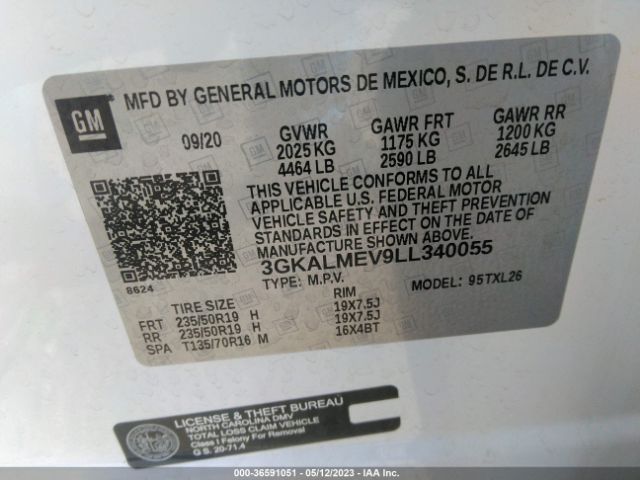 GM
MFD BY GENERAL MOTORS DE MEXICO, S. DE R.L. DE C.V.
09/20 GVWR GAWR FRT GAWR RR
2025 KG 1175 KG 1200 KG
4464 LB 2590 LB 2645 LB
THIS VEHICLE CONFORMS TO ALL
APPLICABLE U.S. FEDERAL MOTOR
VEHICLE SAFETY AND THEFT PREVENTION
STANDARDS IN EFFECT ON THE DATE OF
MANUFACTURE SHOWN ABOVE.
3GKALMEV9LL340055
8624
TYPE: M.P.V. MODEL: 95TXL26
TIRE SIZE RIM
FRT 235/50R19 H 19X7.5J
RR 235/50R19 H 19X7.5J
SPA T135/70R16 M 16X4BT
LICENSE & THEFT BUREAU
NORTH CAROLINA DMV
TOTAL LOSS CLAIM VEHICLE
Class I Felony For Removal
G.S. 20-71.4
000-36591051 - 05/12/2023 - IAA Inc.